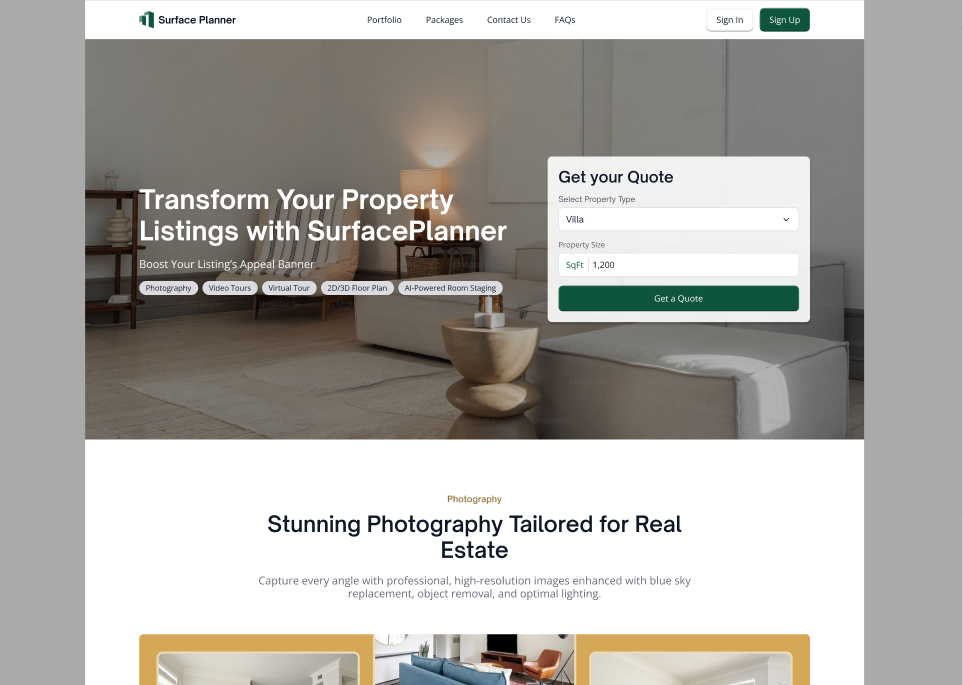 Surface Planner
Portfolio
Packages
Contact Us
FAQs
Sign In
Sign Up
Transform Your Property
Listings with SurfacePlanner
Boost Your Listing's Appeal Banner
Photography
Video Tours
Virtual Tour
2D/3D Floor Plan
AI-Powered Room Staging
Get your Quote
Select Property Type
Villa
Property Size
SqFt
1,200
Get a Quote
Photography
Stunning Photography Tailored for Real
Estate
Capture every angle with professional, high-resolution images enhanced with blue sky
replacement, object removal, and optimal lighting.